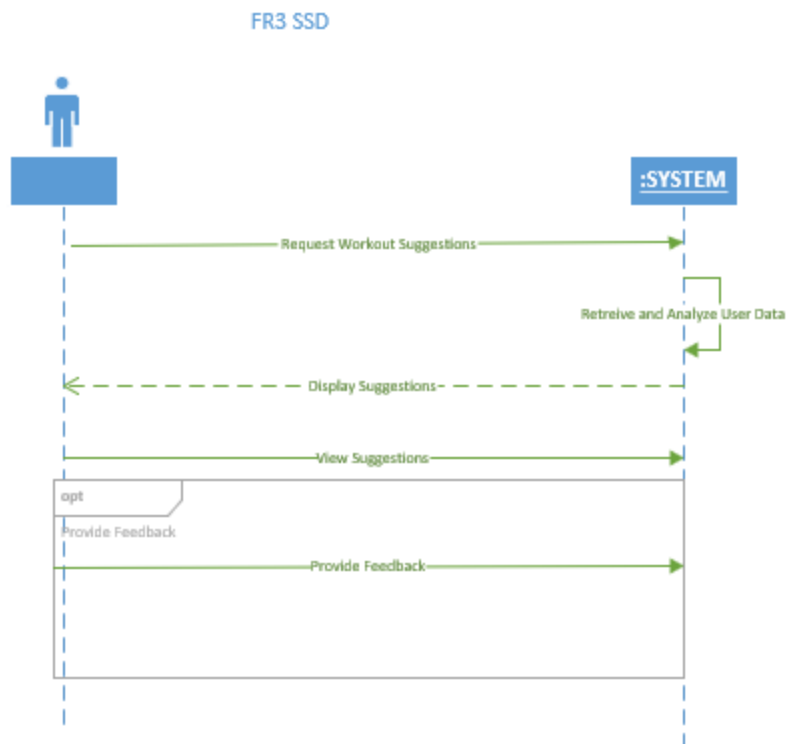 FR3 SSD
:SYSTEM
Request Workout Suggestions
Retreive and Analyze User Data
Display Suggestions
View Suggestions
opt
Provide Feedback
Provide Feedback